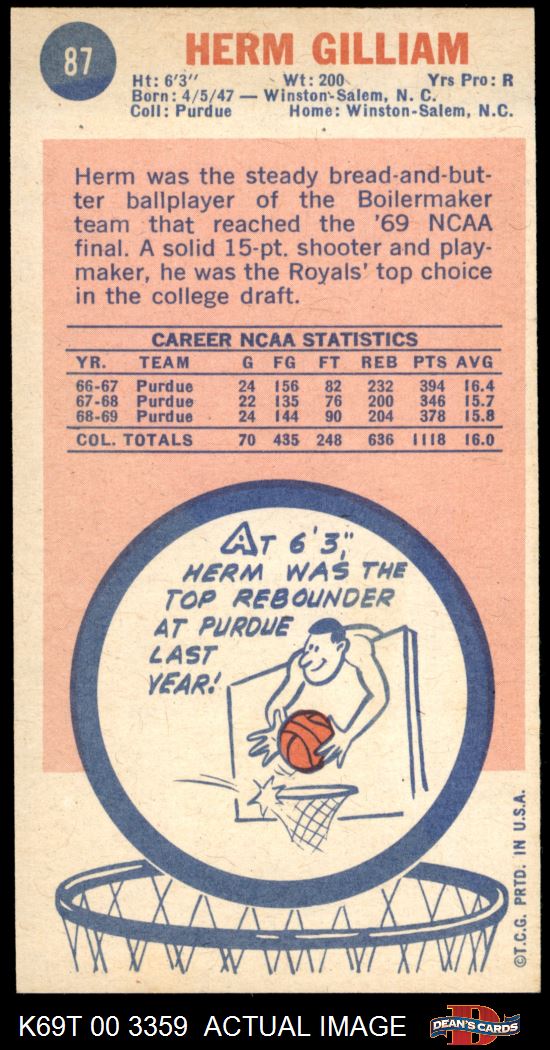 87
HERM GILLIAM
Ht: 6'3" Wt: 200 Yrs Pro: R
Born: 4/5/47 — Winston-Salem, N. C.
Coll: Purdue Home: Winston-Salem, N.C.
Herm was the steady bread-and-but-
ter ballplayer of the Boilermaker
team that reached the '69 NCAA
final. A solid 15-pt. shooter and play-
maker, he was the Royals' top choice
in the college draft.
CAREER NCAA STATISTICS
YR. TEAM G FG FT REB PTS AVG
66-67 Purdue 24 156 82 232 394 16.4
67-68 Purdue 22 135 76 200 346 15.7
68-69 Purdue 24 144 90 204 378 15.8
COL. TOTALS 70 435 248 636 1118 16.0
AT 6'3",
HERM WAS THE
TOP REBOUNDER
AT PURDUE
LAST
YEAR!
©T.C.G. PRTD. IN U.S.A.
K69T 00 3359 ACTUAL IMAGE
D
DEAN'S CARDS